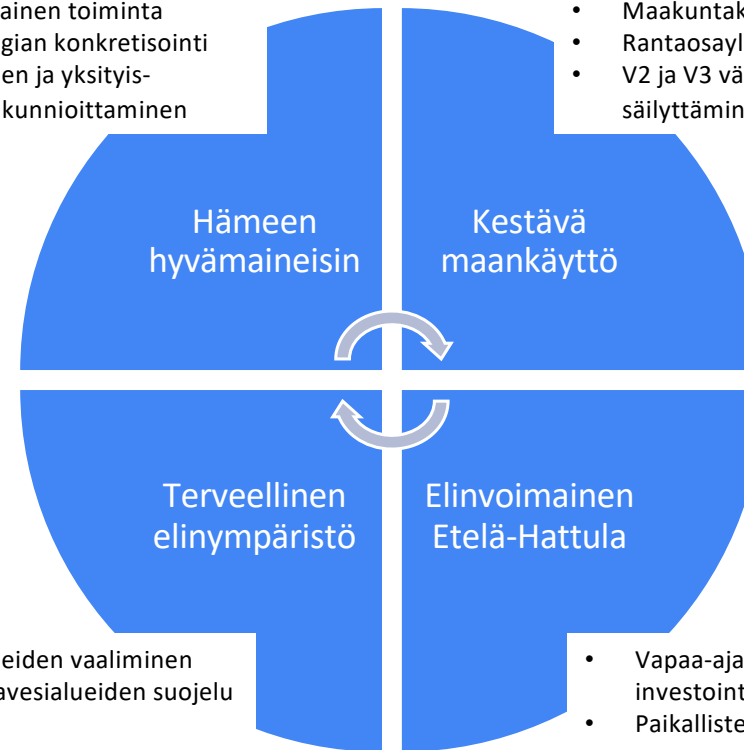 ainen toiminta
gian konkretisointi
en ja yksityis-
kunnioittaminen
• Maakuntak
• Rantaosayl
• V2 ja V3 vä
säilyttämin
Hämeen
hyvämaineisin
Kestävä
maankäyttö
Terveellinen
elinympäristö
Elinvoimainen
Etelä-Hattula
eiden vaaliminen
avesialueiden suojelu
• Vapaa-aja
investoint
• Paikalliste